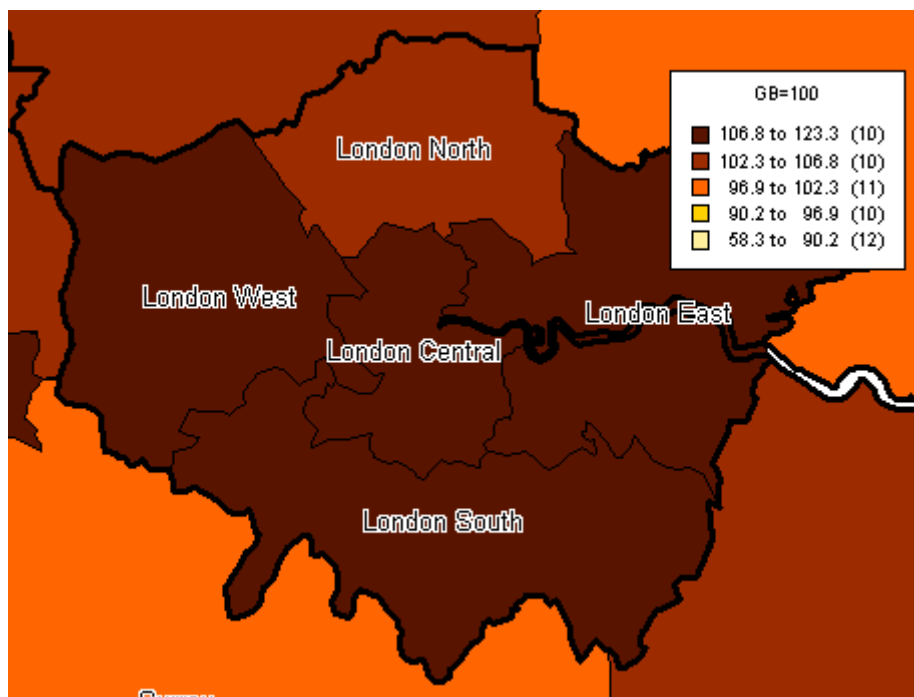 GB=100
106.8 to 123.3 (10)
102.3 to 106.8 (10)
96.9 to 102.3 (11)
90.2 to 96.9 (10)
58.3 to 90.2 (12)
London North
London West
London East
London Central
London South